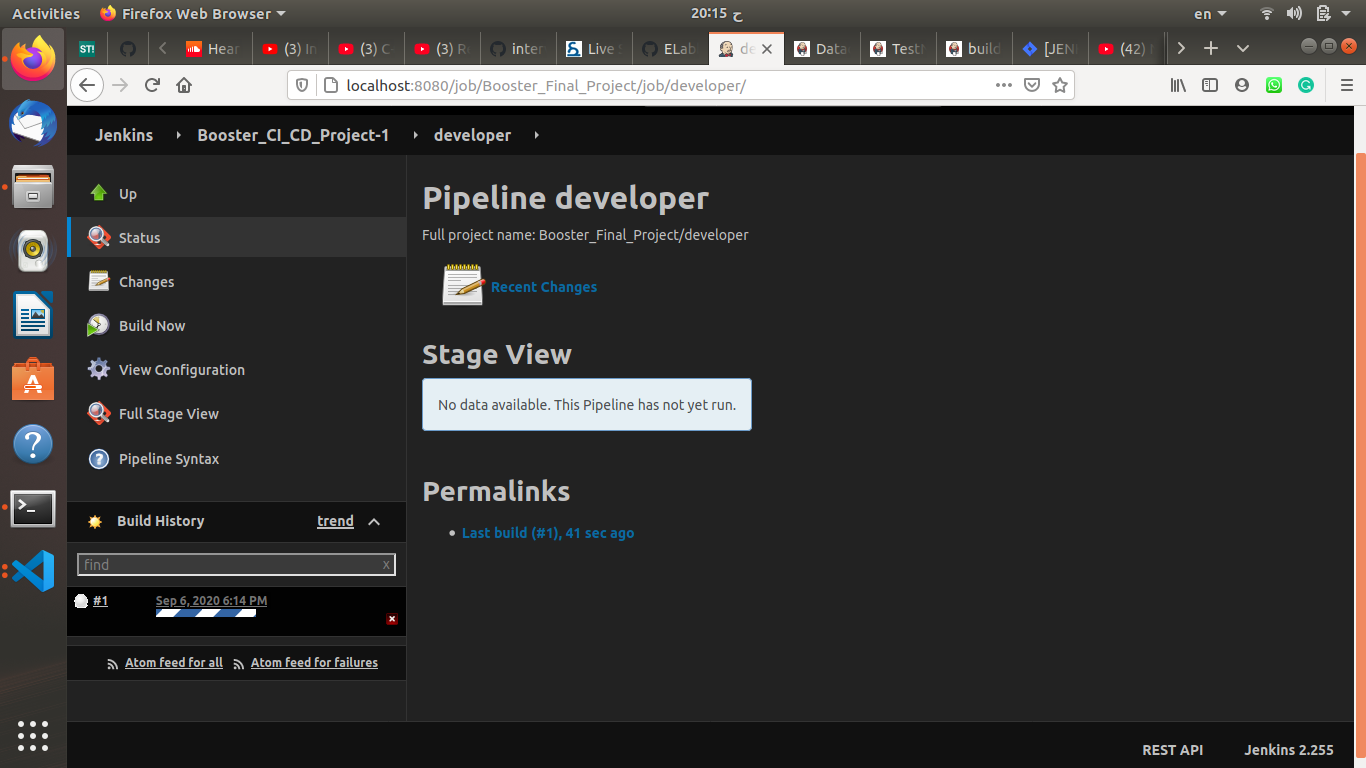 Activities Firefox Web Browser 20:15 ح en
ST! Hear (3) In (3) C (3) R inter Live S ELab de Data TestN build [JEN (42)
localhost:8080/job/Booster_Final_Project/job/developer/
Jenkins Booster_CI_CD_Project-1 developer
Up
Status
Changes
Build Now
View Configuration
Full Stage View
Pipeline Syntax
Build History trend
find x
#1 Sep 6, 2020 6:14 PM
Atom feed for all Atom feed for failures
Pipeline developer
Full project name: Booster_Final_Project/developer
Recent Changes
Stage View
No data available. This Pipeline has not yet run.
Permalinks
Last build (#1), 41 sec ago
REST API Jenkins 2.255